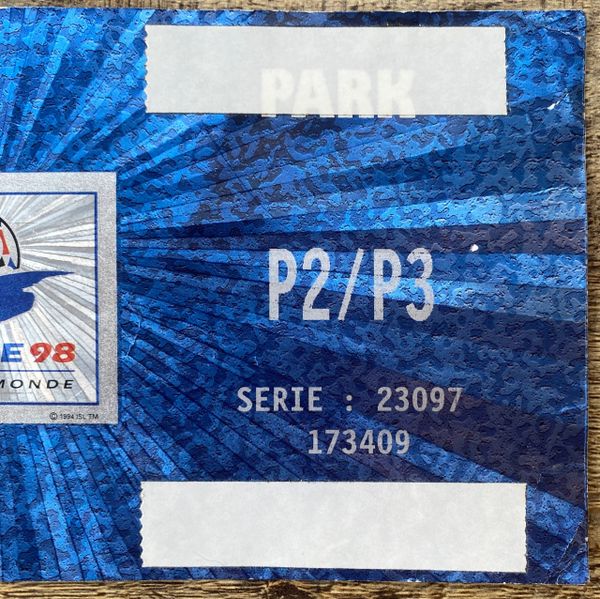 PARK
P2/P3
E 98
MONDE
© 1994 ISL TM
SERIE : 23097
173409